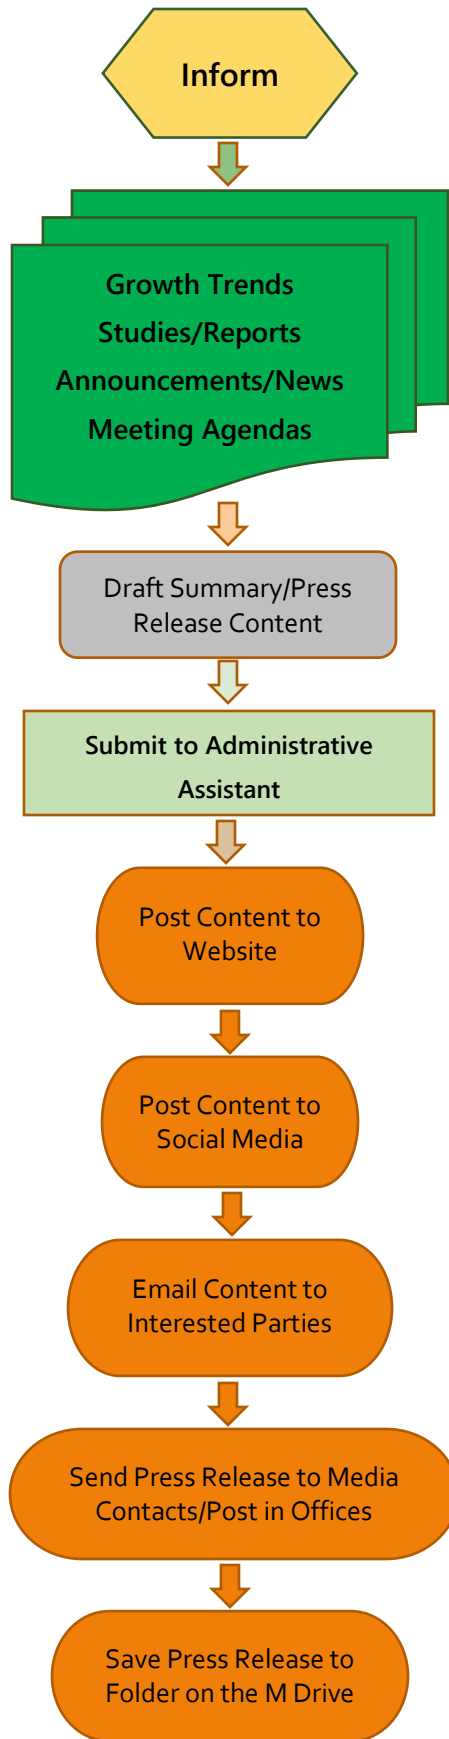 Inform
Growth Trends
Studies/Reports
Announcements/News
Meeting Agendas
Draft Summary/Press
Release Content
Submit to Administrative
Assistant
Post Content to
Website
Post Content to
Social Media
Email Content to
Interested Parties
Send Press Release to Media
Contacts/Post in Offices
Save Press Release to
Folder on the M Drive